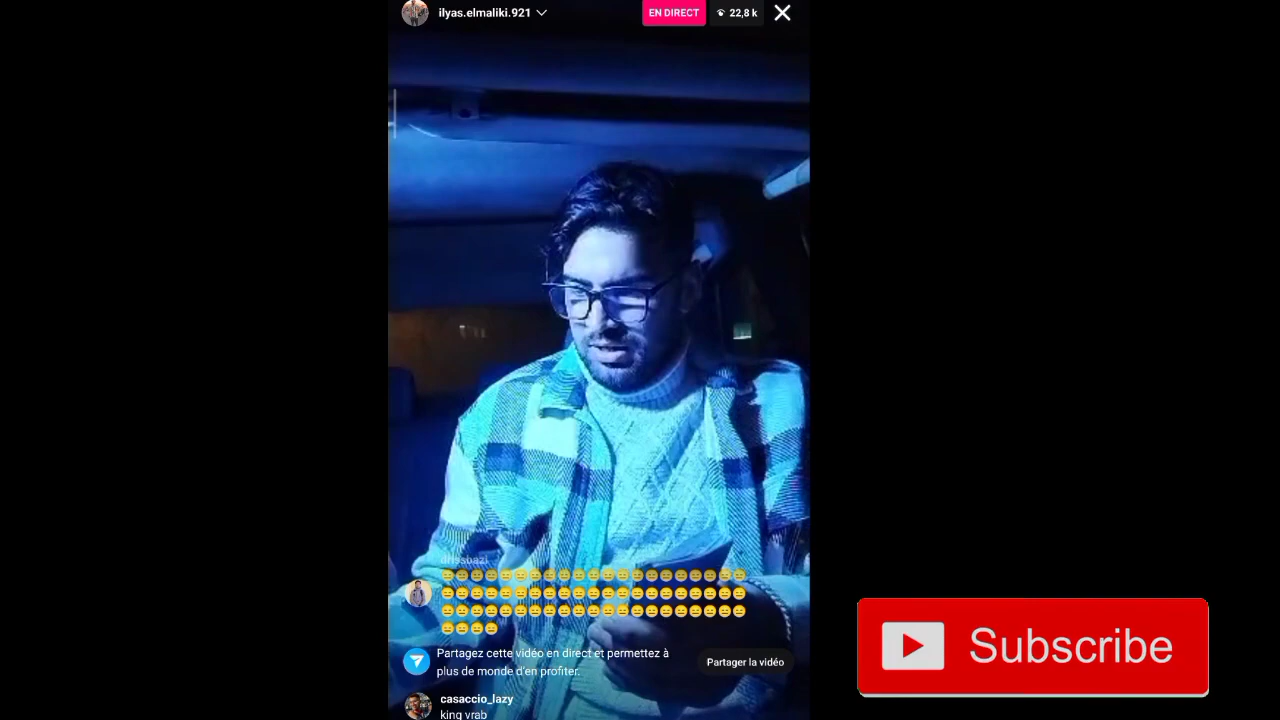 ilyas.elmaliki.921
EN DIRECT
22,8 k
drissbazi
Partagez cette vidéo en direct et permettez à
plus de monde d'en profiter.
Partager la vidéo
casaccio_lazy
king vrab
Subscribe